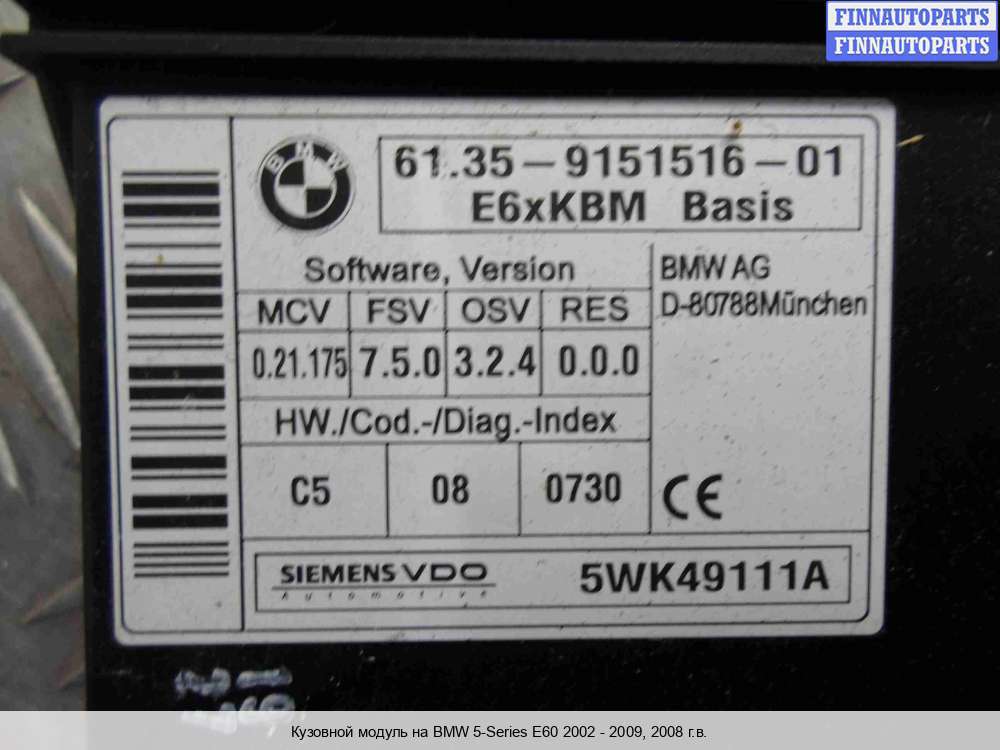 FINNAUTOPARTS
FINNAUTOPARTS
BMW
61.35-9151516-01
E6xKBM Basis
Software, Version
MCV FSV OSV RES
0.21.175 7.5.0 3.2.4 0.0.0
BMW AG
D-80788München
HW./Cod.-/Diag.-Index
C5 08 0730
CE
SIEMENS VDO
Automotive
5WK49111A
Кузовной модуль на BMW 5-Series E60 2002 - 2009, 2008 г.в.